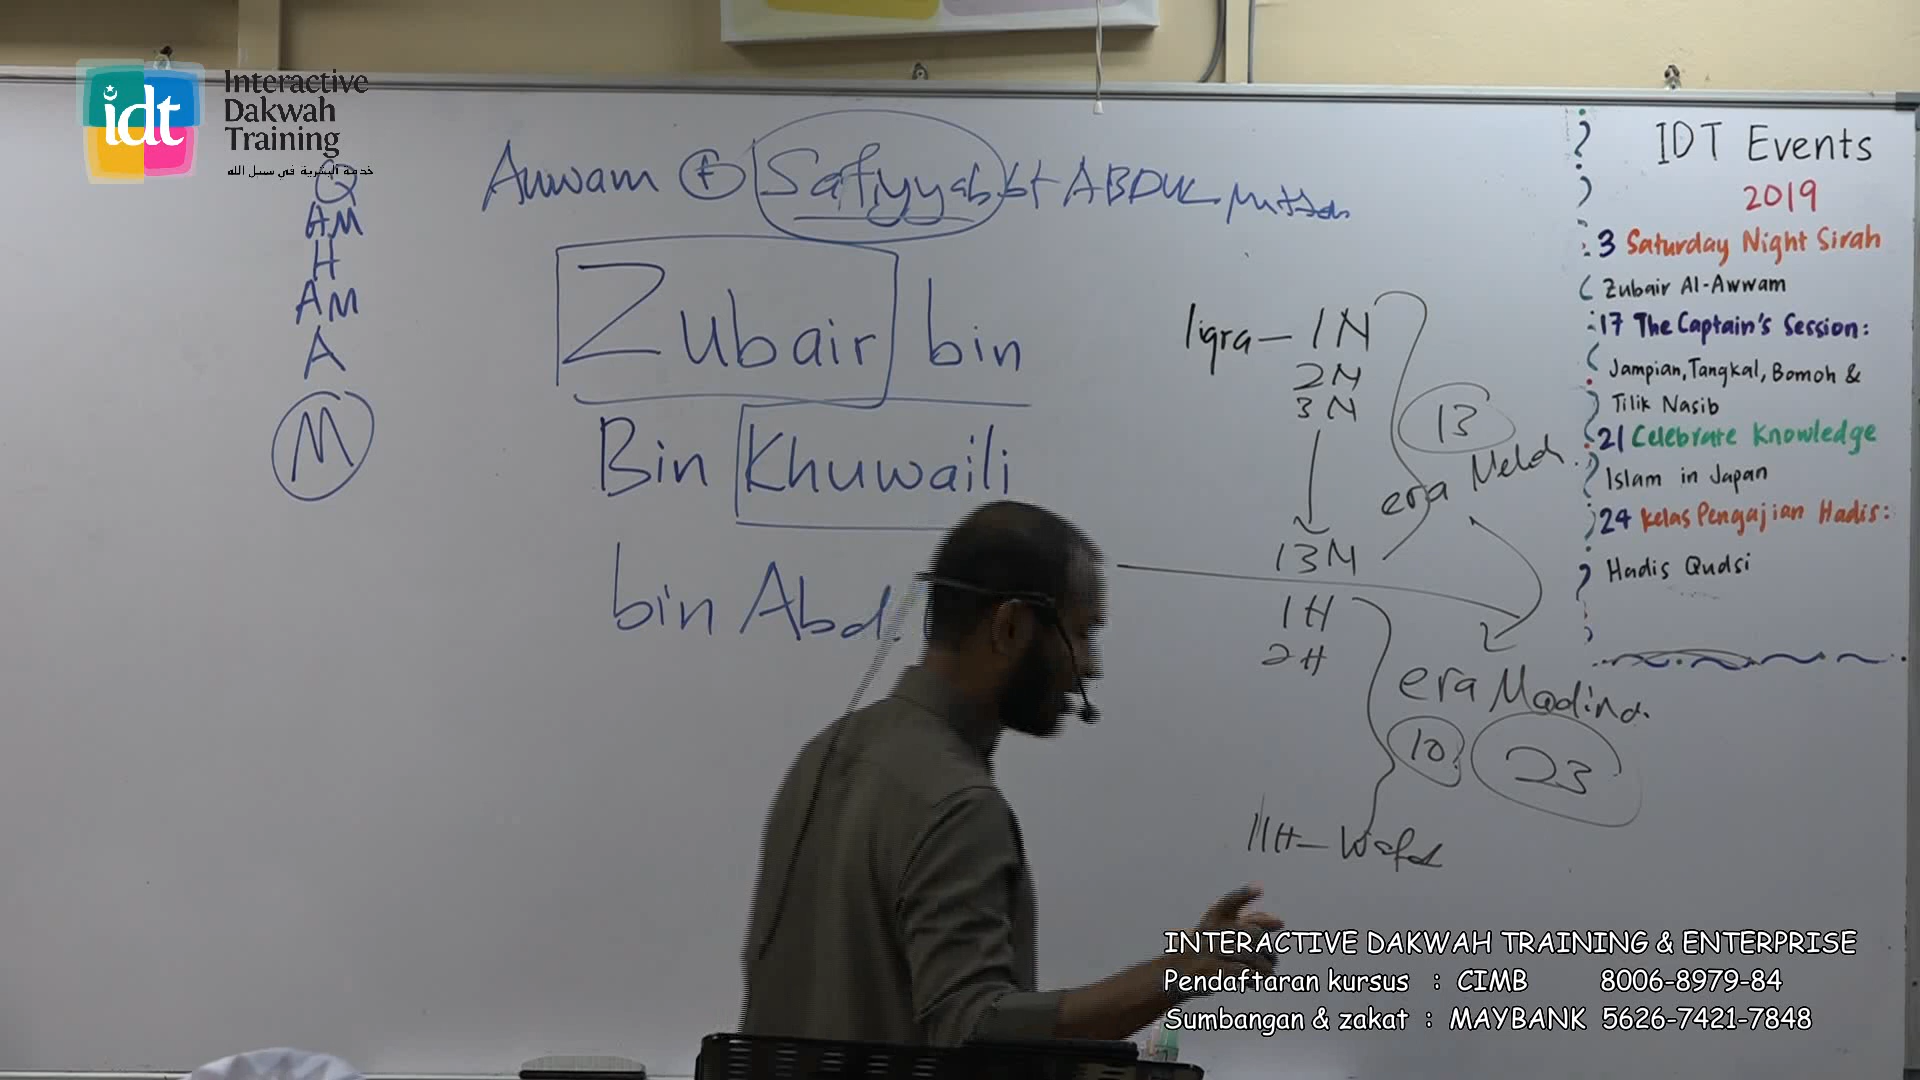 idt
Interactive
Dakwah
Training
خدمة البشرية في سبيل الله
Q
AM
H
AM
A
M
Awwam + Safiyyah bt ABDUL
Zubair bin
Bin Khuwaili
bin Abd.
Iqra - 1N
2N
3N
13N
13
era
1H
2H
era Madina.
10
23
11H - Wafat
IDT Events
2019
3 Saturday Night Sirah
Zubair Al-Awwam
17 The Captain's Session:
Jampian, Tangkal, Bomoh &
Tilik Nasib
21 Celebrate Knowledge
Islam in Japan
24 Kelas Pengajian Hadis:
Hadis Qudsi
INTERACTIVE DAKWAH TRAINING & ENTERPRISE
Pendaftaran kursus : CIMB 8006-8979-84
Sumbangan & zakat : MAYBANK 5626-7421-7848